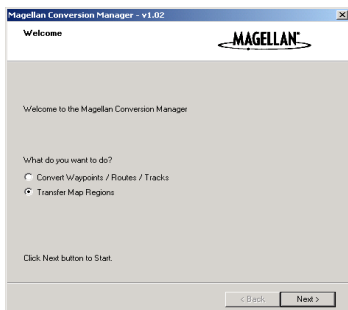 Magellan Conversion Manager - v1.02
Welcome
MAGELLAN
Welcome to the Magellan Conversion Manager
What do you want to do?
Convert Waypoints / Routes / Tracks
Transfer Map Regions
Click Next button to Start.
< Back Next >